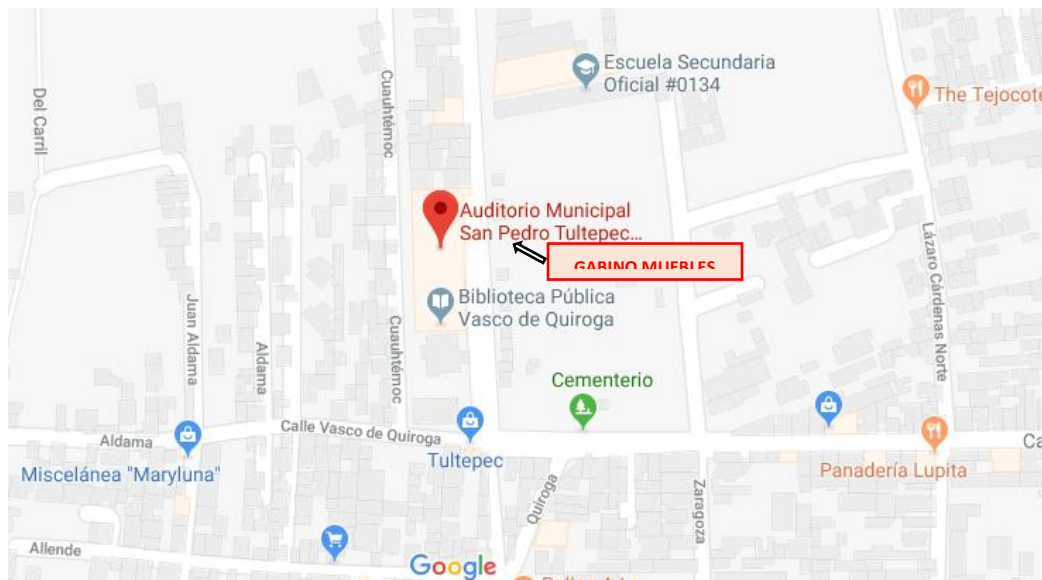 Escuela Secundaria
Oficial #0134
The Tejocote
Del Carril
Cuauhtémoc
Auditorio Municipal
San Pedro Tultepec...
GABINO MUEBLES
Lázaro Cárdenas Norte
Biblioteca Pública
Vasco de Quiroga
Juan Aldama
Aldama
Cuauhtémoc
Cementerio
Aldama
Calle Vasco de Quiroga
Ca
Tultepec
Miscelánea "Maryluna"
Panadería Lupita
Quiroga
Zaragoza
Allende
Google